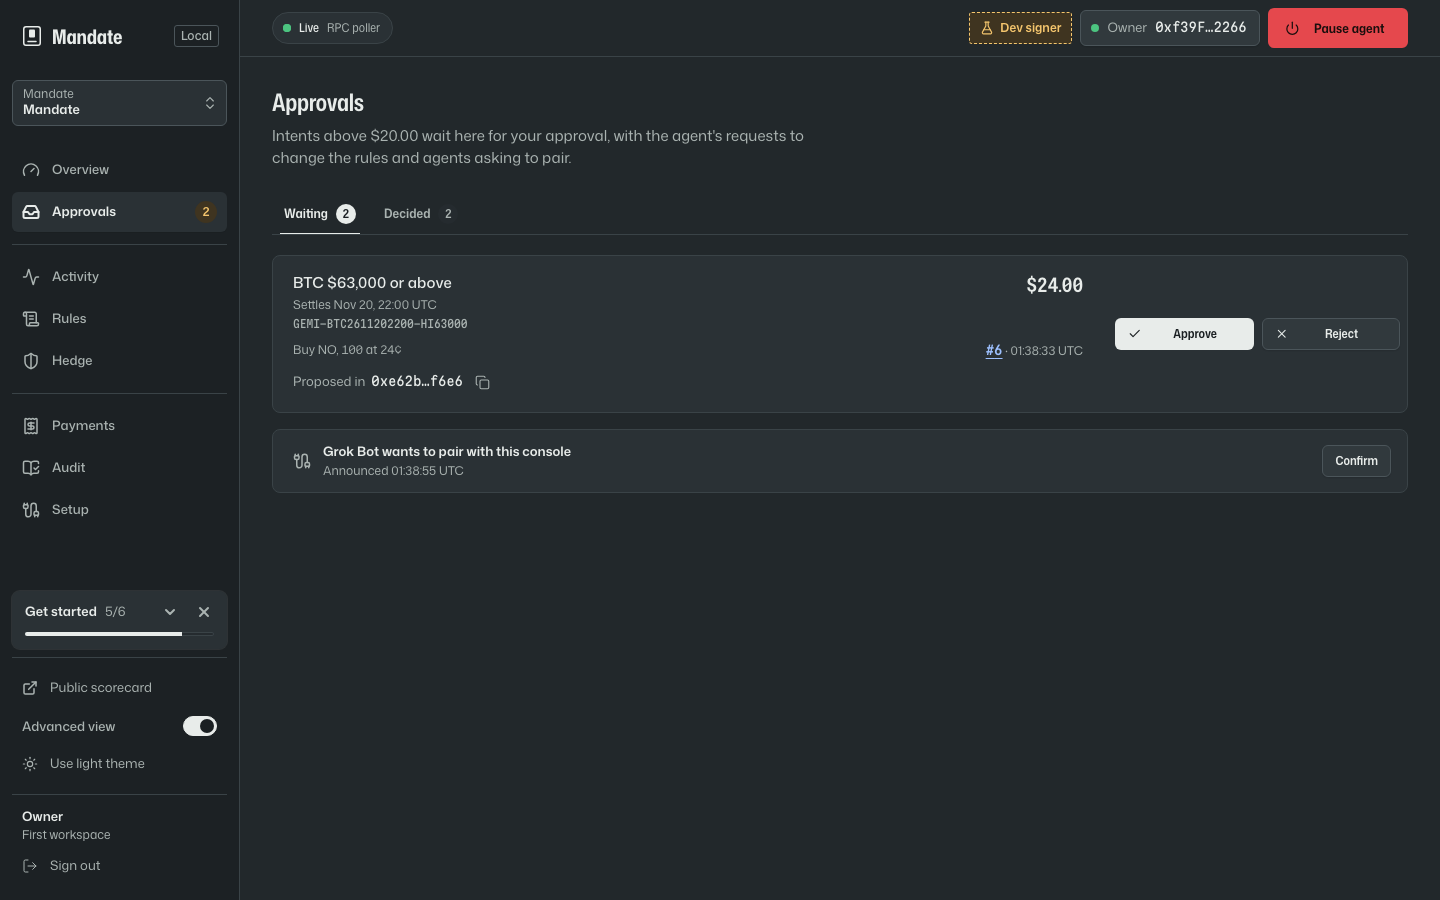 Mandate
Local
Mandate
Mandate
Overview
Approvals 2
Activity
Rules
Hedge
Payments
Audit
Setup
Get started 5/6
Public scorecard
Advanced view
Use light theme
Owner
First workspace
Sign out
Live RPC poller
Dev signer
Owner 0xf39F…2266
Pause agent
Approvals
Intents above $20.00 wait here for your approval, with the agent's requests to
change the rules and agents asking to pair.
Waiting 2
Decided 2
BTC $63,000 or above
$24.00
Settles Nov 20, 22:00 UTC
GEMI-BTC2611202200-HI63000
Approve
Reject
Buy NO, 100 at 24¢
#6 · 01:38:33 UTC
Proposed in 0xe62b…f6e6
Grok Bot wants to pair with this console
Announced 01:38:55 UTC
Confirm